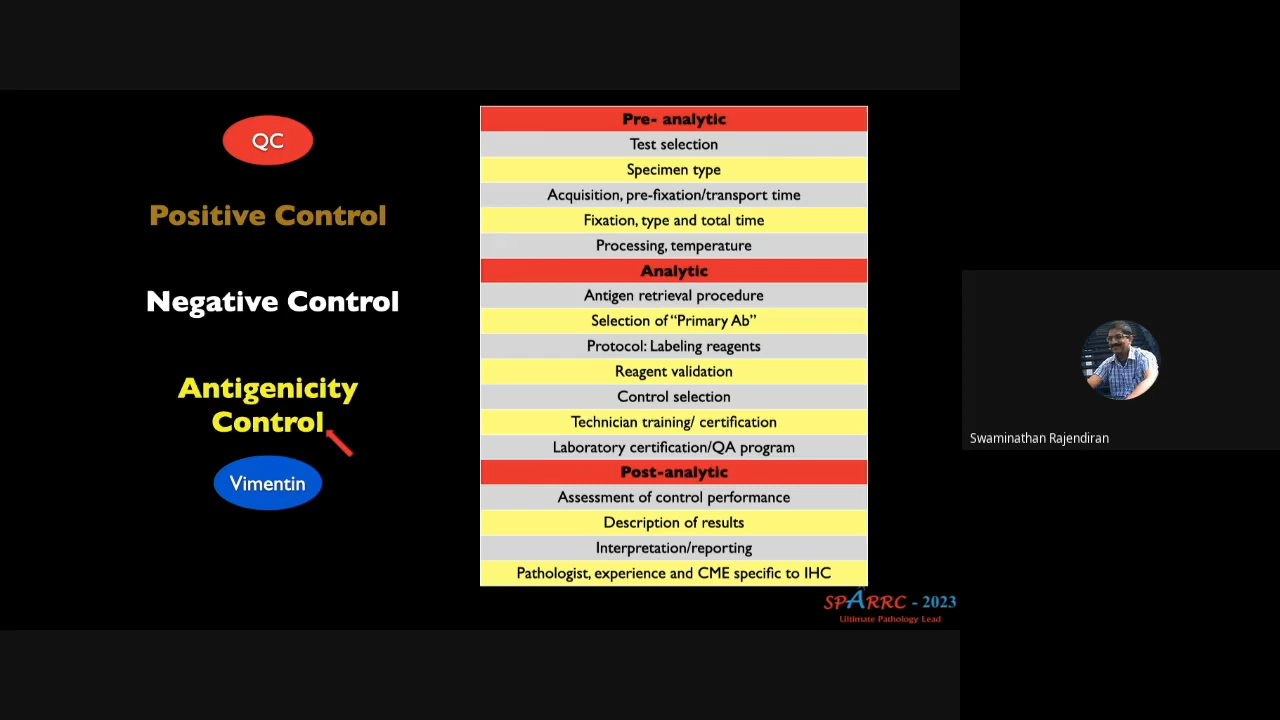 QC
Positive Control
Negative Control
Antigenicity
Control
Vimentin
Pre- analytic
Test selection
Specimen type
Acquisition, pre-fixation/transport time
Fixation, type and total time
Processing, temperature
Analytic
Antigen retrieval procedure
Selection of “Primary Ab”
Protocol: Labeling reagents
Reagent validation
Control selection
Technician training/ certification
Laboratory certification/QA program
Post-analytic
Assessment of control performance
Description of results
Interpretation/reporting
Pathologist, experience and CME specific to IHC
SPARRC - 2023
Ultimate Pathology Lead
Swaminathan Rajendiran